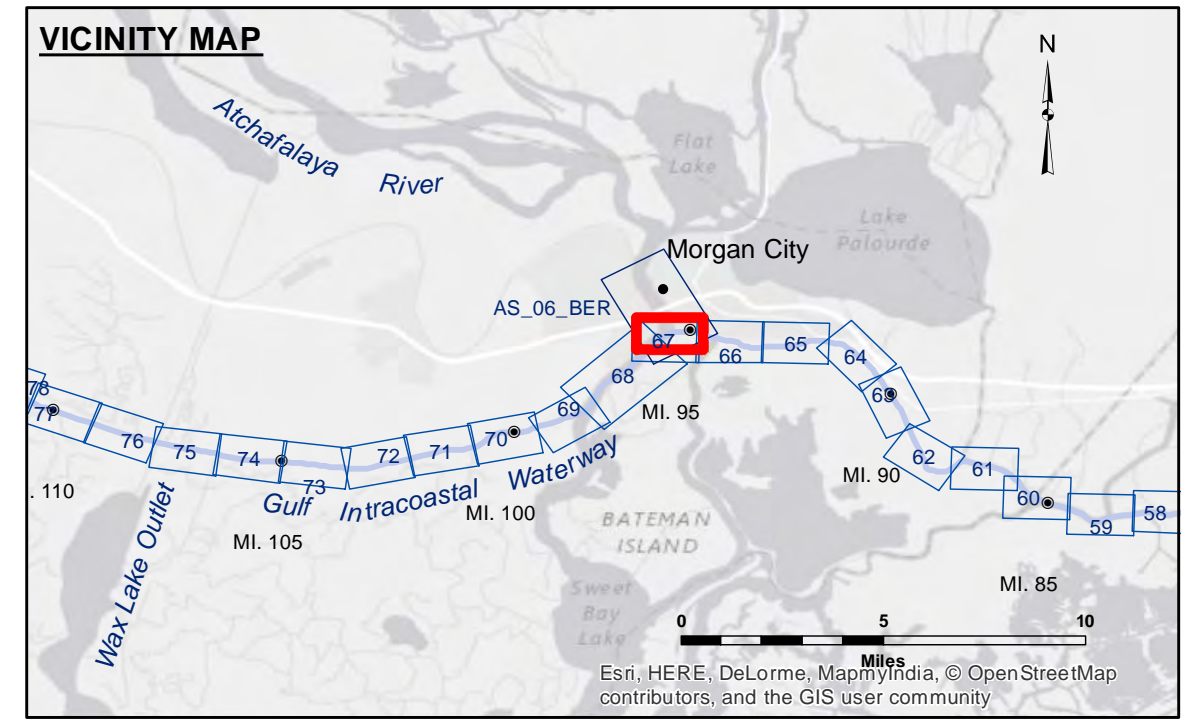 VICINITY MAP
N
Atchafalaya
River
Flat
Lake
Lake
Palourde
Morgan City
AS_06_BER
67
66
65
64
63
68
MI. 95
69
62
61
MI. 90
60
59
58
78
77
76
75
74
73
72
71
70
Gulf Intracoastal Waterway
MI. 100
. 110
MI. 105
Wax Lake Outlet
BATEMAN
ISLAND
Sweet
Bay
Lake
MI. 85
0 5 10
Miles
Esri, HERE, DeLorme, MapmyIndia, © OpenStreetMap
contributors, and the GIS user community